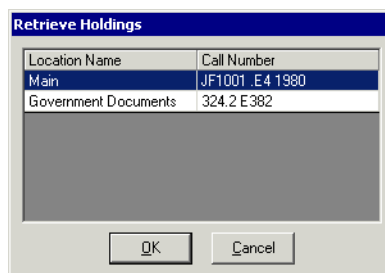 Retrieve Holdings
Location Name Call Number
Main JF1001 .E4 1980
Government Documents 324.2 E382
OK Cancel